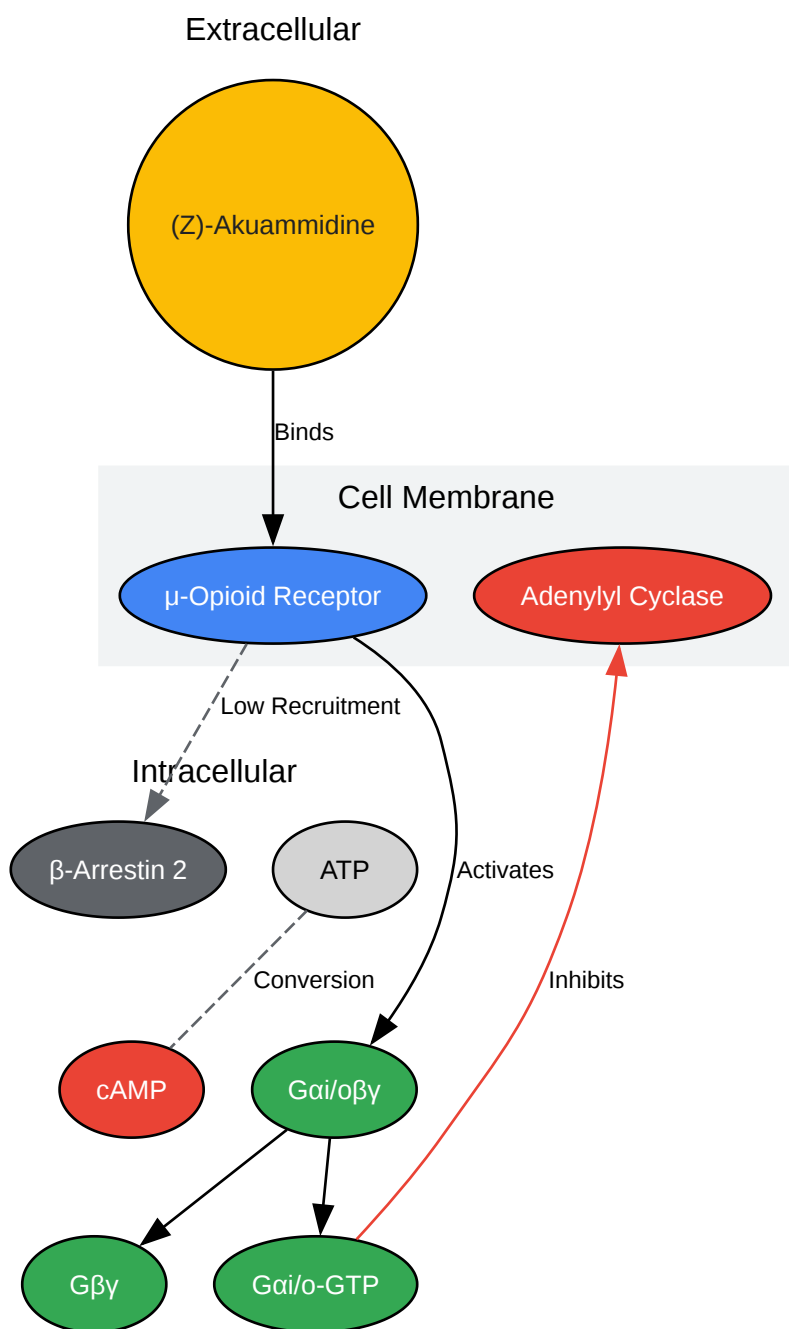 Extracellular
(Z)-Akuammidine
Binds
Cell Membrane
μ-Opioid Receptor
Adenylyl Cyclase
Low Recruitment
Intracellular
β-Arrestin 2
ATP
Activates
Conversion
Inhibits
cAMP
Gαi/oβγ
Gβγ
Gαi/o-GTP